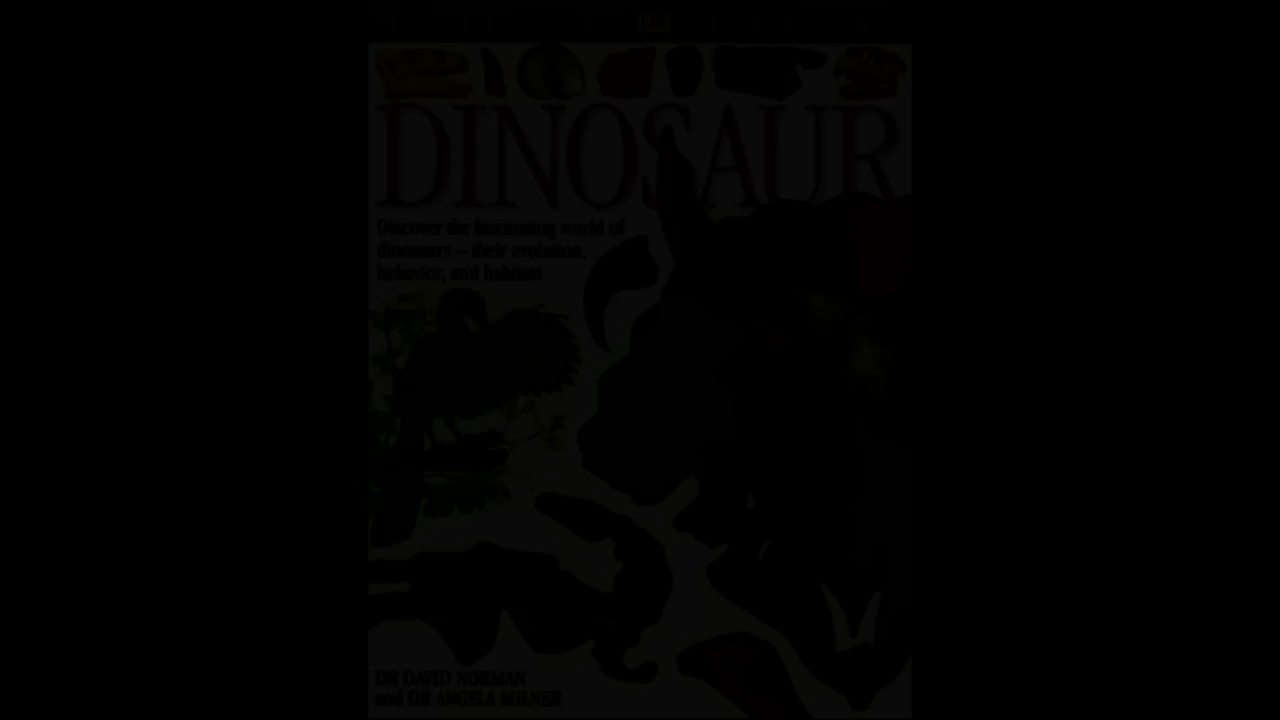 DK
DINOSAUR
Discover the fascinating world of
dinosaurs – their evolution,
behavior, and habitats
DR DAVID NORMAN
and DR ANGELA MILNER